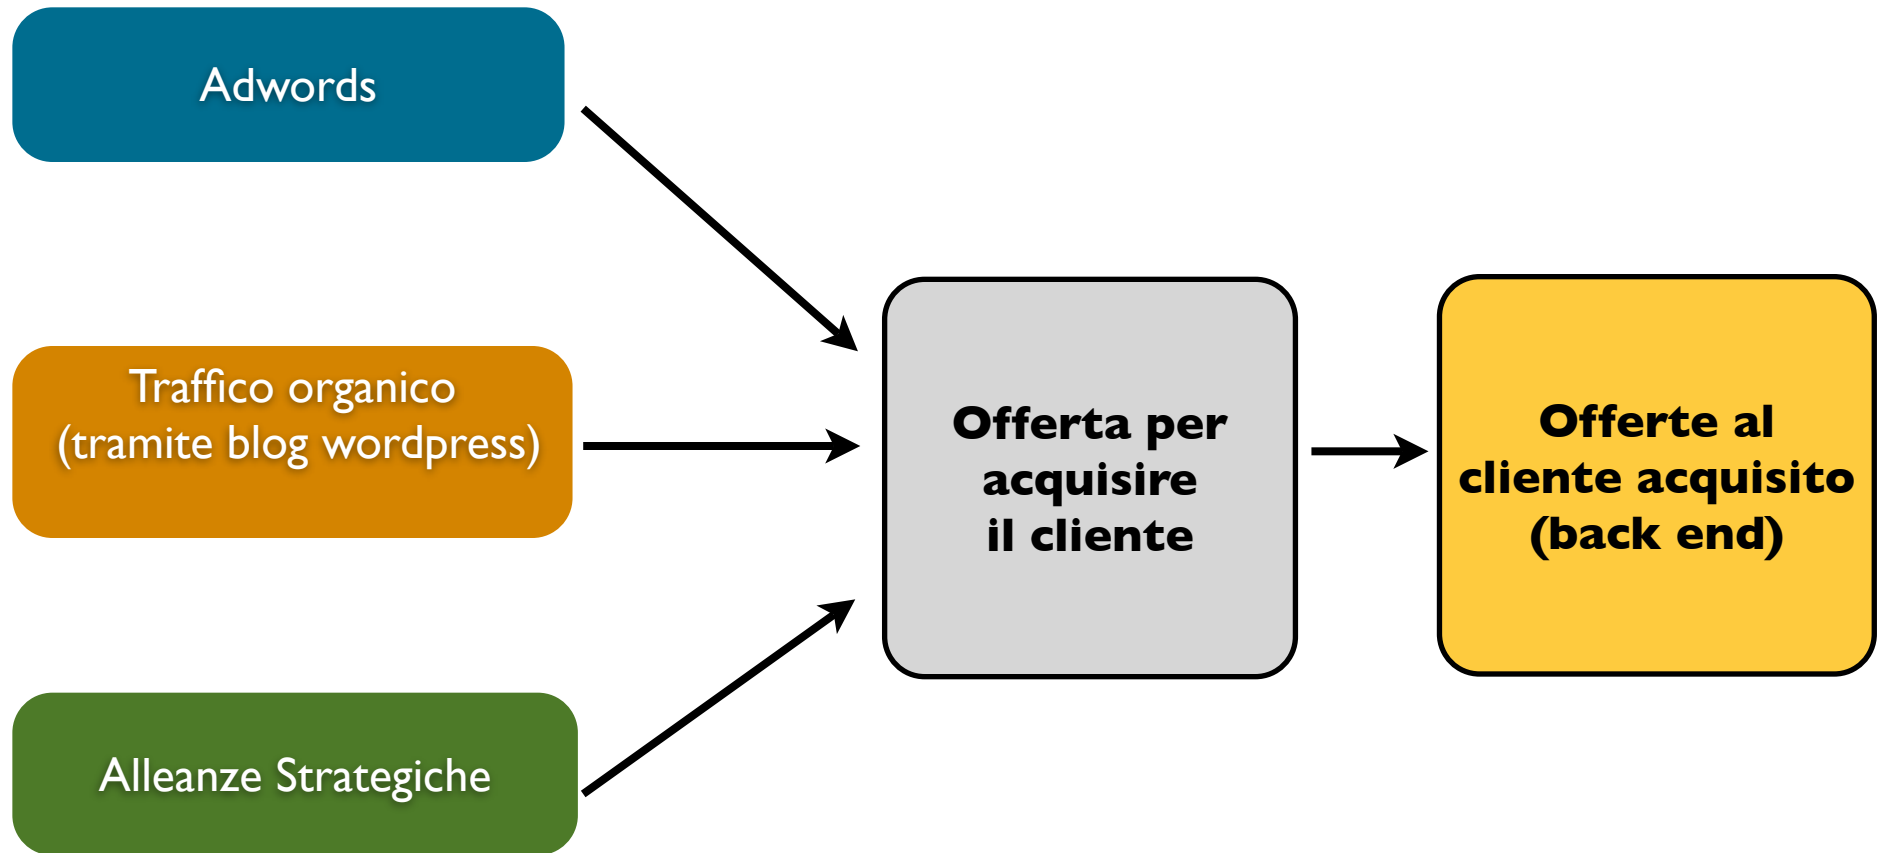 Adwords
Traffico organico
(tramite blog wordpress)
Alleanze Strategiche
Offerta per
acquisire
il cliente
Offerte al
cliente acquisito
(back end)